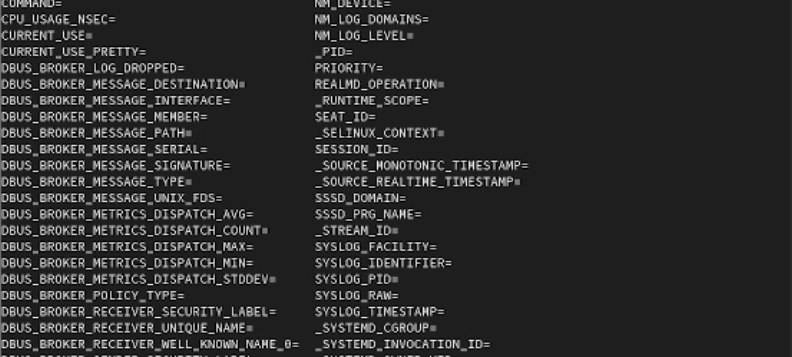 COMMAND= NM_DEVICE=
CPU_USAGE_NSEC= NM_LOG_DOMAINS=
CURRENT_USE= NM_LOG_LEVEL=
CURRENT_USE_PRETTY= _PID=
DBUS_BROKER_LOG_DROPPED= PRIORITY=
DBUS_BROKER_MESSAGE_DESTINATION= REALMD_OPERATION=
DBUS_BROKER_MESSAGE_INTERFACE= _RUNTIME_SCOPE=
DBUS_BROKER_MESSAGE_MEMBER= SEAT_ID=
DBUS_BROKER_MESSAGE_PATH= _SELINUX_CONTEXT=
DBUS_BROKER_MESSAGE_SERIAL= SESSION_ID=
DBUS_BROKER_MESSAGE_SIGNATURE= _SOURCE_MONOTONIC_TIMESTAMP=
DBUS_BROKER_MESSAGE_TYPE= _SOURCE_REALTIME_TIMESTAMP=
DBUS_BROKER_MESSAGE_UNIX_FDS= SSSD_DOMAIN=
DBUS_BROKER_METRICS_DISPATCH_AVG= SSSD_PRG_NAME=
DBUS_BROKER_METRICS_DISPATCH_COUNT= _STREAM_ID=
DBUS_BROKER_METRICS_DISPATCH_MAX= SYSLOG_FACILITY=
DBUS_BROKER_METRICS_DISPATCH_MIN= SYSLOG_IDENTIFIER=
DBUS_BROKER_METRICS_DISPATCH_STDDEV= SYSLOG_PID=
DBUS_BROKER_POLICY_TYPE= SYSLOG_RAW=
DBUS_BROKER_RECEIVER_SECURITY_LABEL= SYSLOG_TIMESTAMP=
DBUS_BROKER_RECEIVER_UNIQUE_NAME= _SYSTEMD_CGROUP=
DBUS_BROKER_RECEIVER_WELL_KNOWN_NAME_0= _SYSTEMD_INVOCATION_ID=